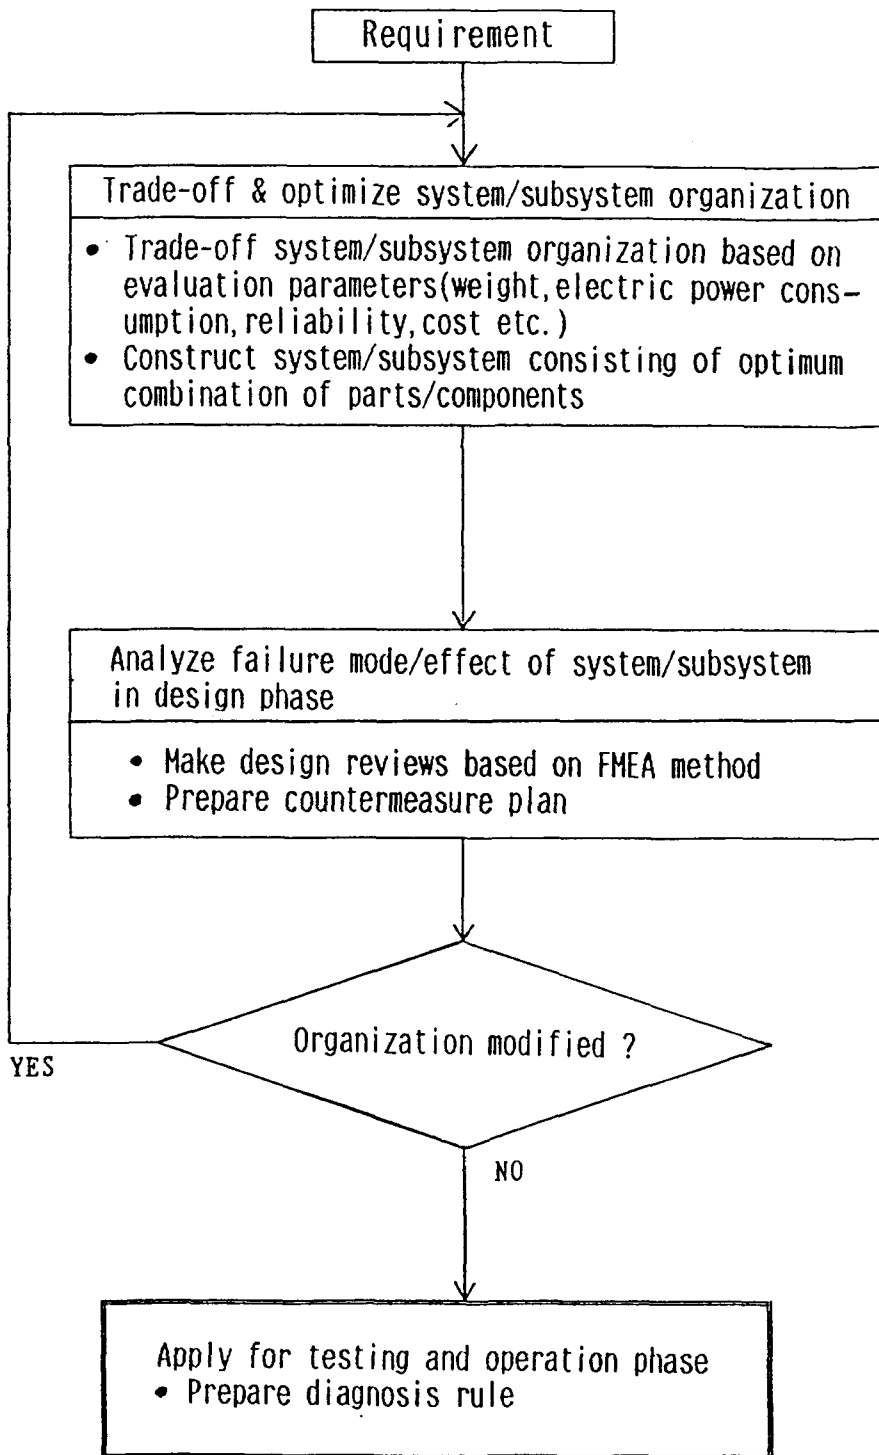 Requirement
Trade-off & optimize system/subsystem organization
• Trade-off system/subsystem organization based on
evaluation parameters(weight,electric power cons-
umption,reliability,cost etc.)
• Construct system/subsystem consisting of optimum
combination of parts/components
Analyze failure mode/effect of system/subsystem
in design phase
• Make design reviews based on FMEA method
• Prepare countermeasure plan
Organization modified ?
YES
NO
Apply for testing and operation phase
• Prepare diagnosis rule